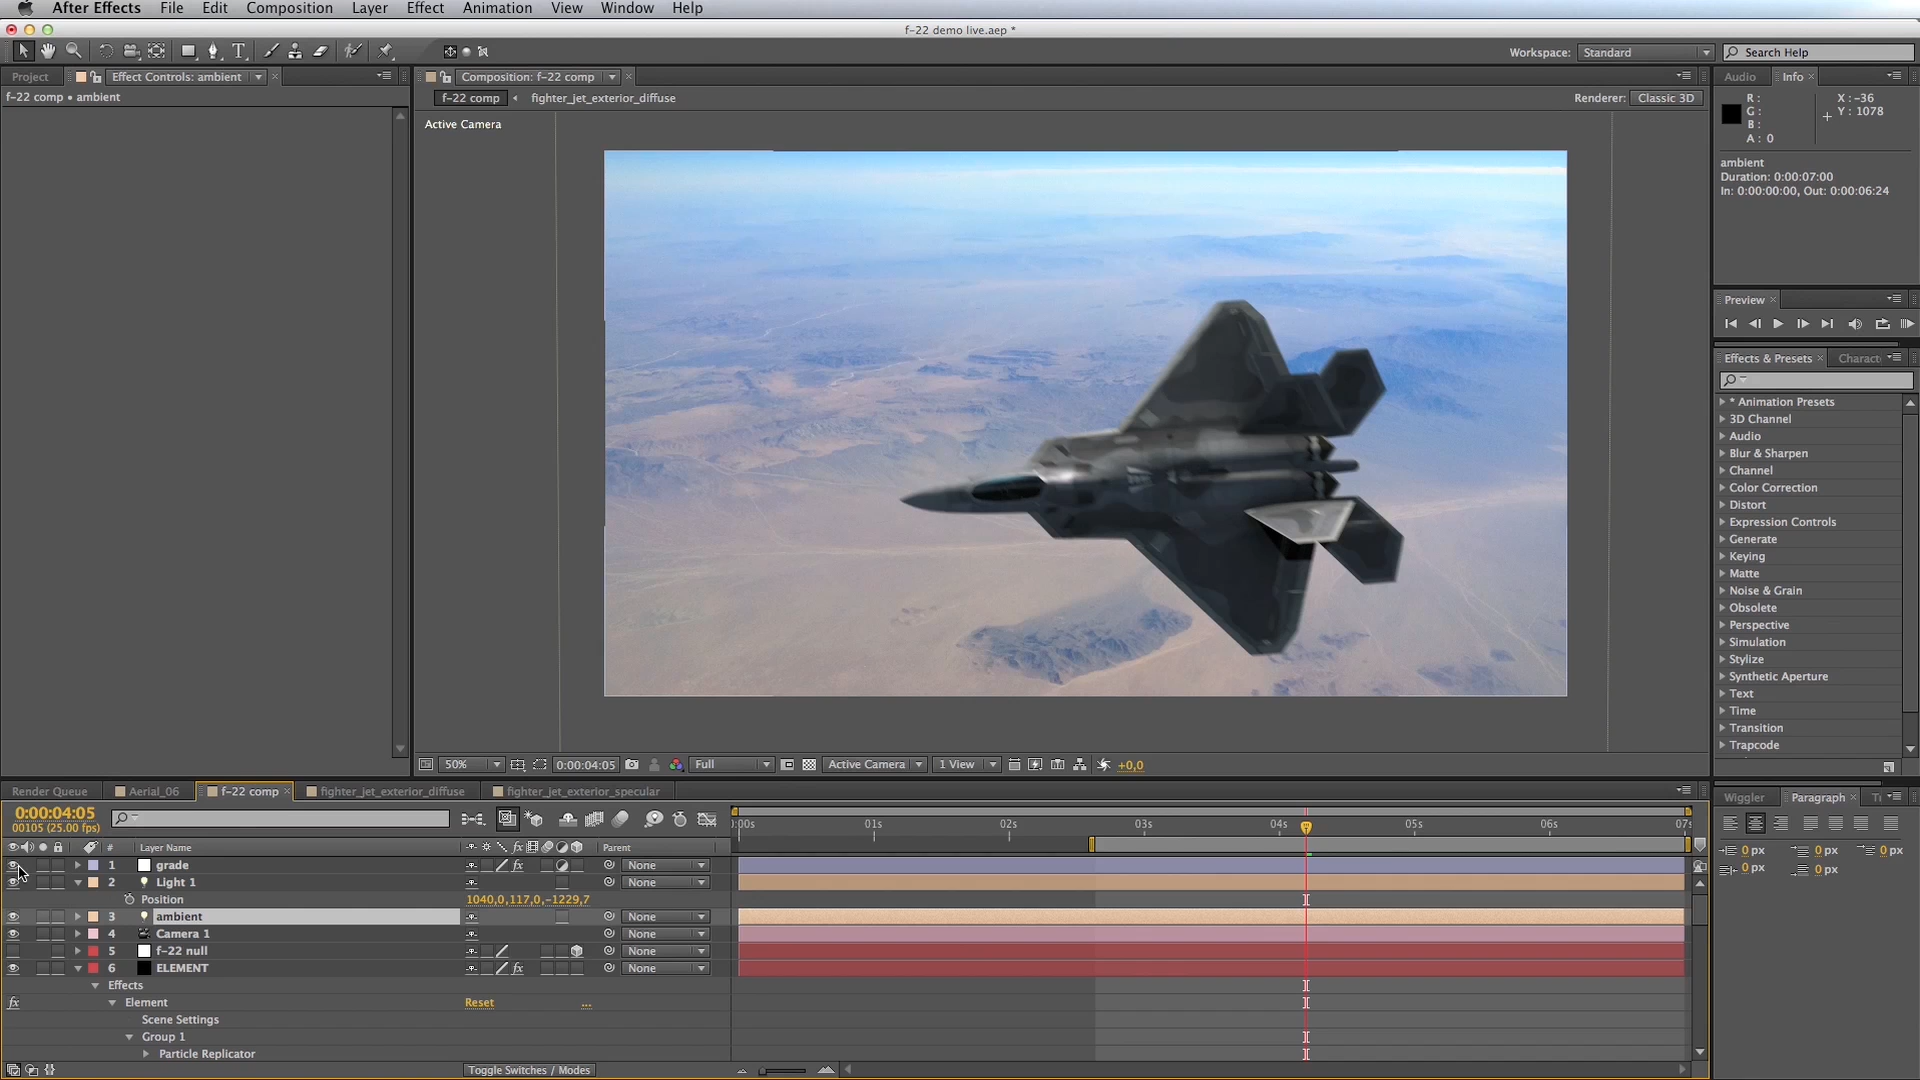 After Effects File Edit Composition Layer Effect Animation View Window Help
f-22 demo live.aep *
Workspace: Standard Search Help
Project Effect Controls: ambient Composition: f-22 comp Audio Info
f-22 comp • ambient
f-22 comp fighter_jet_exterior_diffuse Renderer: Classic 3D
Active Camera
R :
G :
B :
A : 0
X : -36
Y : 1078
ambient
Duration: 0:00:07:00
In: 0:00:00:00, Out: 0:00:06:24
Preview
Effects & Presets Charact
* Animation Presets
3D Channel
Audio
Blur & Sharpen
Channel
Color Correction
Distort
Expression Controls
Generate
Keying
Matte
Noise & Grain
Obsolete
Perspective
Simulation
Stylize
Synthetic Aperture
Text
Time
Transition
Trapcode
50% 0:00:04:05 Full Active Camera 1 View +0,0
Render Queue Aerial_06 f-22 comp fighter_jet_exterior_diffuse fighter_jet_exterior_specular
Wiggler Paragraph
0:00:04:05
00105 (25.00 fps)
:00s 01s 02s 03s 04s 05s 06s 07s
# Layer Name fx Parent
1 grade fx None
2 Light 1 None
Position 1040,0,117,0,-1229,7
3 ambient None
4 Camera 1 None
5 f-22 null None
6 ELEMENT fx None
Effects
fx Element Reset ...
Scene Settings
Group 1
Particle Replicator
Toggle Switches / Modes
0 px 0 px 0 px
0 px 0 px